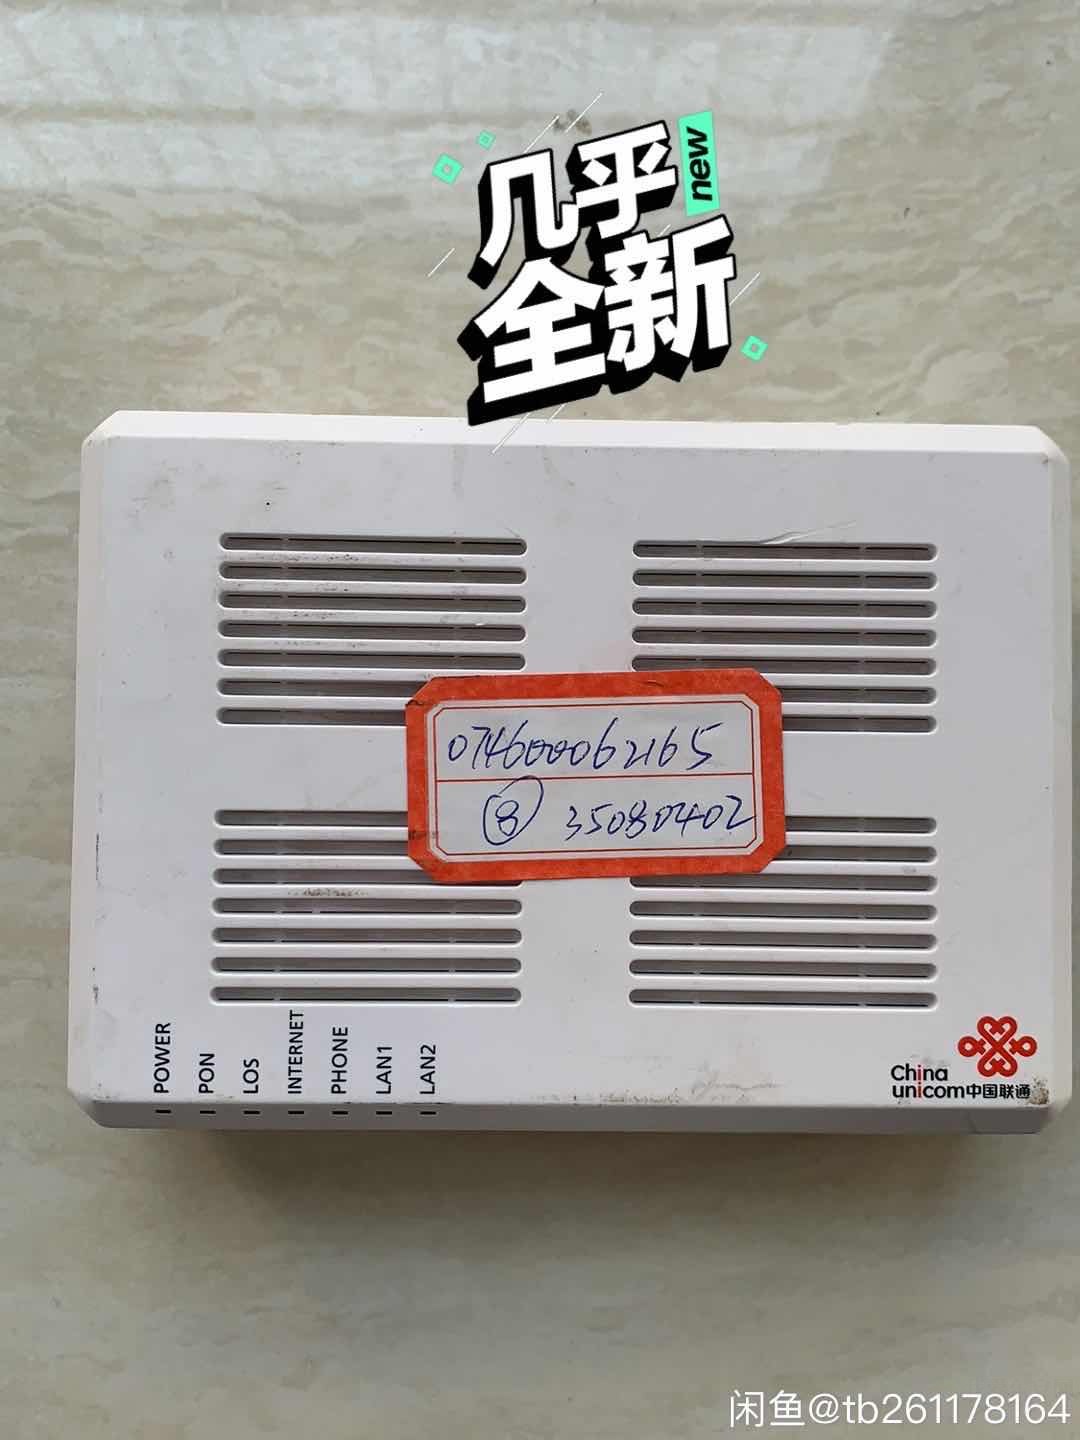 几乎
new
全新
074600062165
⑧ 35080402
POWER
PON
LOS
INTERNET
PHONE
LAN1
LAN2
China
unicom中国联通
闲鱼@tb261178164